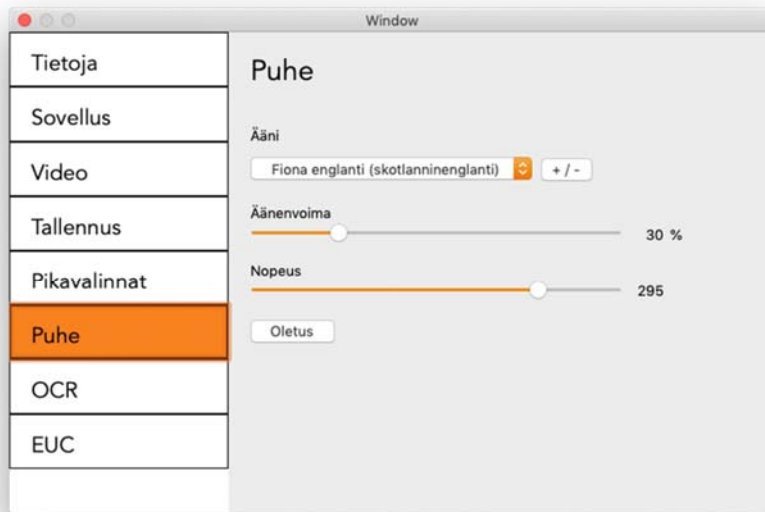 Window
Tietoja
Sovellus
Video
Tallennus
Pikavalinnat
Puhe
OCR
EUC
Puhe
Ääni
Fiona englanti (skotlanninenglanti)
+ / -
Äänenvoima
30 %
Nopeus
295
Oletus